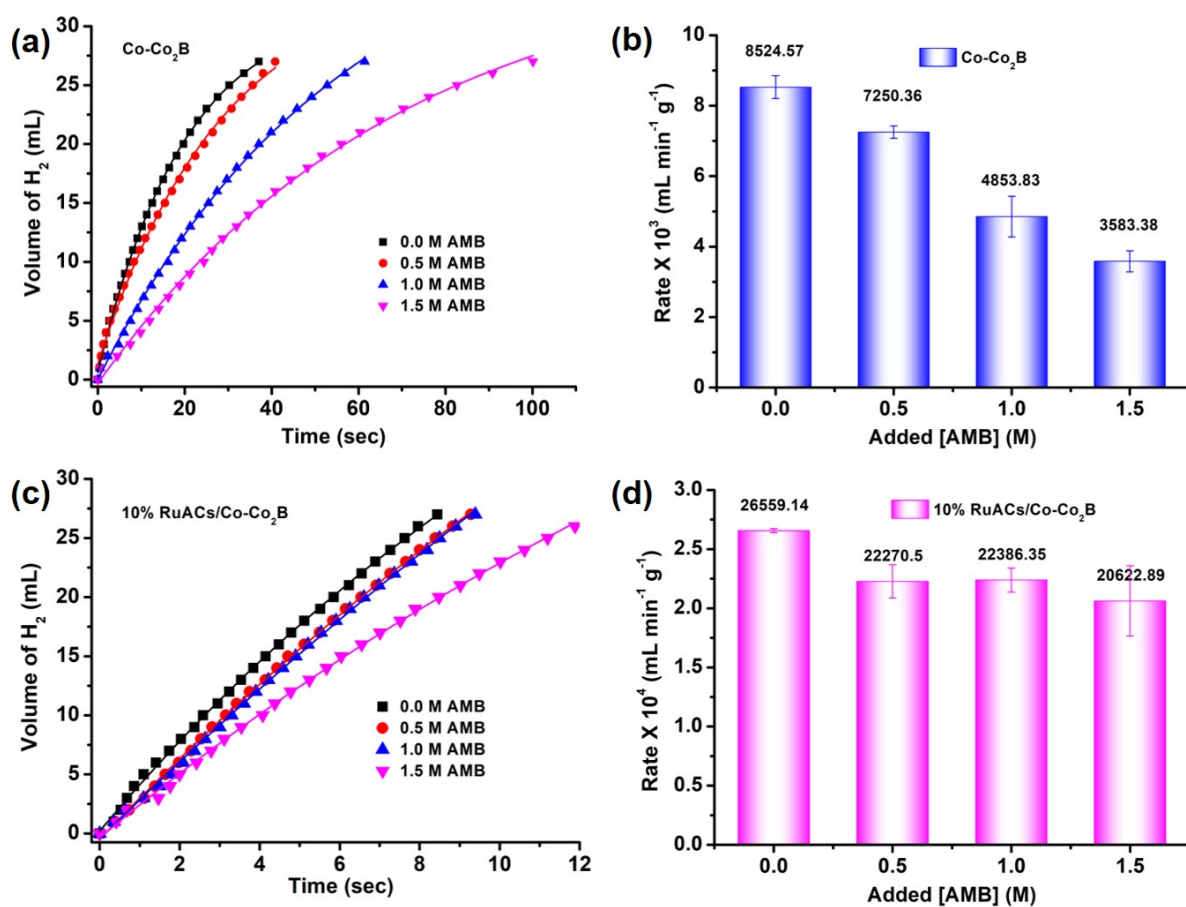 (a)
Co-Co₂B
Volume of H₂ (mL)
30
25
20
15
10
5
0
0.0 M AMB
0.5 M AMB
1.0 M AMB
1.5 M AMB
0 20 40 60 80 100
Time (sec)
(b)
Co-Co₂B
Rate X 10³ (mL min⁻¹ g⁻¹)
10
8
6
4
2
0
8524.57
7250.36
4853.83
3583.38
0.0 0.5 1.0 1.5
Added [AMB] (M)
(c)
10% RuACs/Co-Co₂B
Volume of H₂ (mL)
30
25
20
15
10
5
0
0.0 M AMB
0.5 M AMB
1.0 M AMB
1.5 M AMB
0 2 4 6 8 10 12
Time (sec)
(d)
10% RuACs/Co-Co₂B
Rate X 10⁴ (mL min⁻¹ g⁻¹)
3.0
2.5
2.0
1.5
1.0
0.5
0.0
26559.14
22270.5
22386.35
20622.89
0.0 0.5 1.0 1.5
Added [AMB] (M)